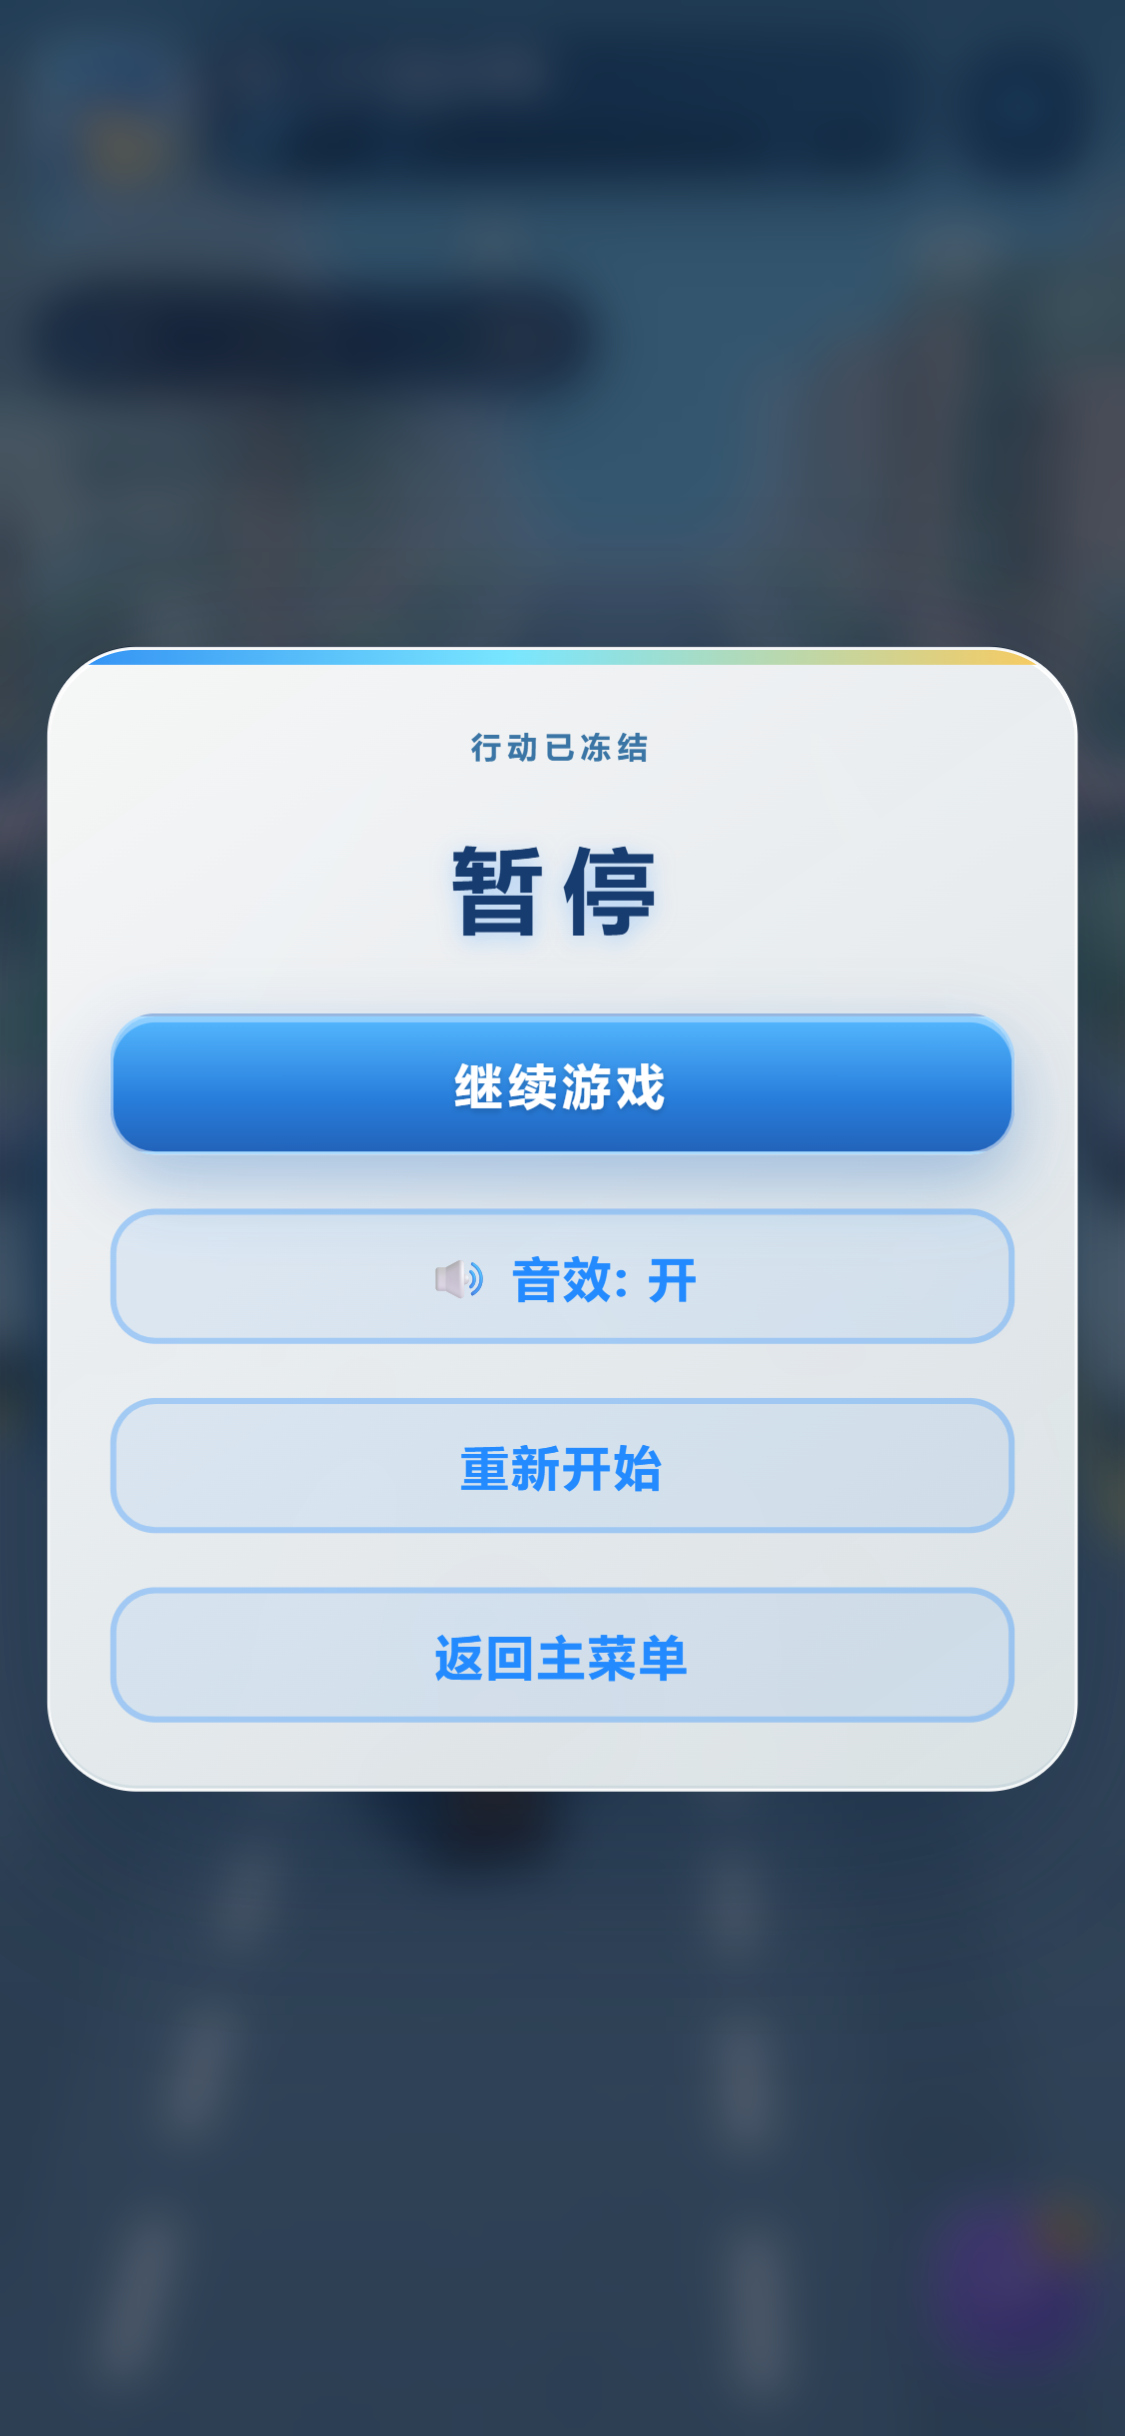 行动已冻结
暂停
继续游戏
🔊 音效: 开
重新开始
返回主菜单